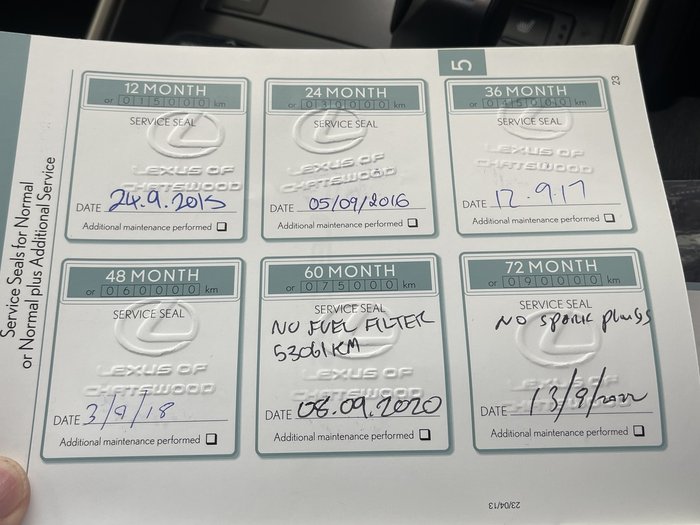 Service Seals for Normal
or Normal plus Additional Service
5
23
12 MONTH
or 015000 km
SERVICE SEAL
LEXUS OF
CHATSWOOD
DATE 24.9.2015
Additional maintenance performed
24 MONTH
or 030000 km
SERVICE SEAL
LEXUS OF
CHATSWOOD
DATE 05/09/2016
Additional maintenance performed
36 MONTH
or 045000 km
SERVICE SEAL
LEXUS OF
CHATSWOOD
DATE 12.9.17
Additional maintenance performed
48 MONTH
or 060000 km
SERVICE SEAL
LEXUS OF
CHATSWOOD
DATE 3/9/18
Additional maintenance performed
60 MONTH
or 075000 km
SERVICE SEAL
NO FUEL FILTER
53061KM
LEXUS OF
CHATSWOOD
DATE 08.09.2020
Additional maintenance performed
72 MONTH
or 090000 km
SERVICE SEAL
NO spark plugs
LEXUS OF
CHATSWOOD
DATE 13/9/2022
Additional maintenance performed
23/04/13